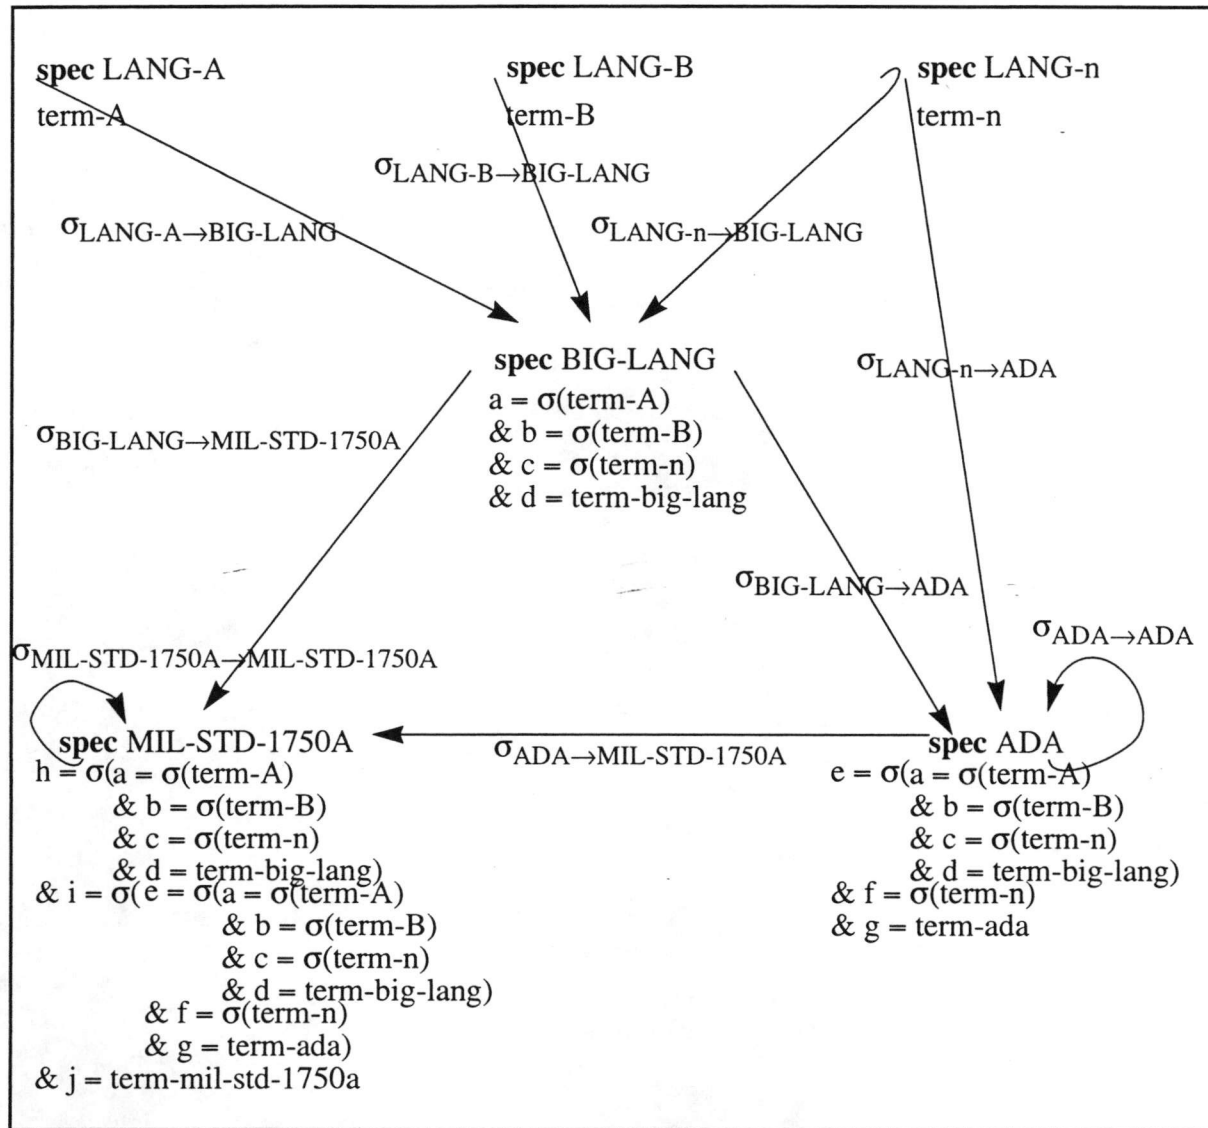 spec LANG-A
term-A
spec LANG-B
term-B
spec LANG-n
term-n
σLANG-B→BIG-LANG
σLANG-A→BIG-LANG
σLANG-n→BIG-LANG
spec BIG-LANG
a = σ(term-A)
& b = σ(term-B)
& c = σ(term-n)
& d = term-big-lang
σLANG-n→ADA
σBIG-LANG→MIL-STD-1750A
σBIG-LANG→ADA
σADA→ADA
σMIL-STD-1750A→MIL-STD-1750A
spec MIL-STD-1750A
h = σ(a = σ(term-A)
& b = σ(term-B)
& c = σ(term-n)
& d = term-big-lang)
& i = σ(e = σ(a = σ(term-A)
& b = σ(term-B)
& c = σ(term-n)
& d = term-big-lang)
& f = σ(term-n)
& g = term-ada)
& j = term-mil-std-1750a
σADA→MIL-STD-1750A
spec ADA
e = σ(a = σ(term-A)
& b = σ(term-B)
& c = σ(term-n)
& d = term-big-lang)
& f = σ(term-n)
& g = term-ada